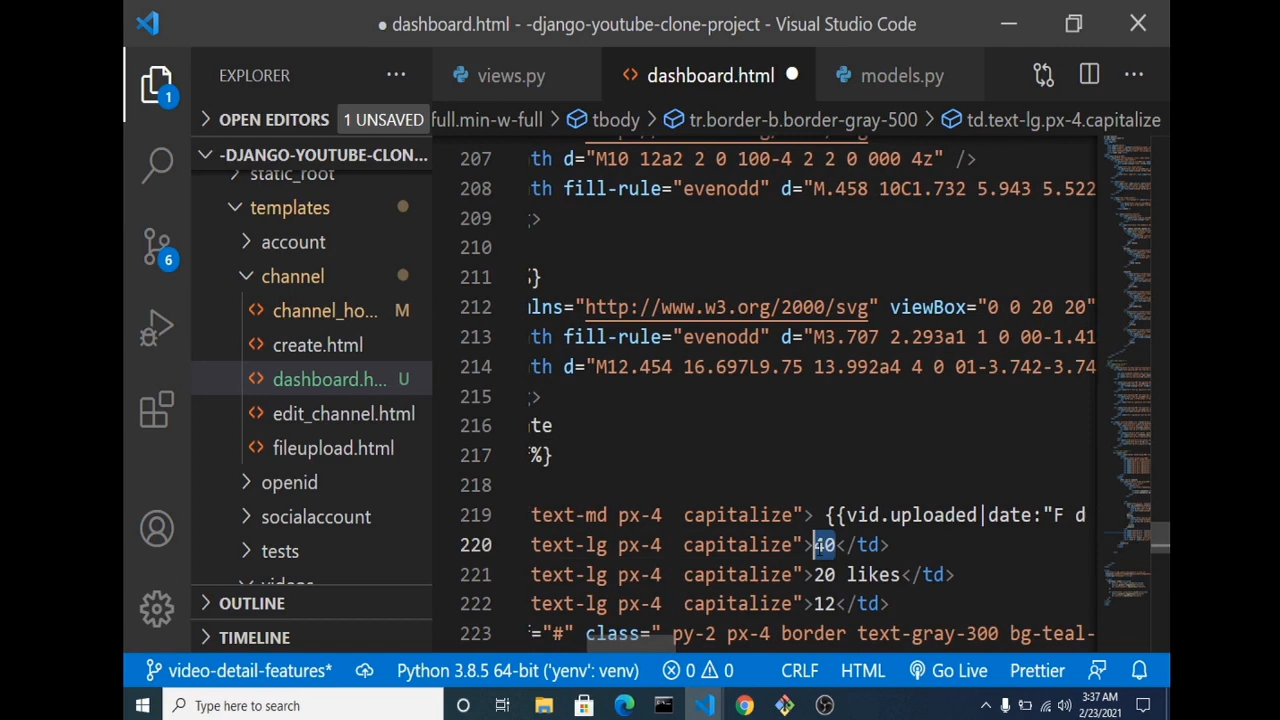 ● dashboard.html - -django-youtube-clone-project - Visual Studio Code
EXPLORER
views.py
dashboard.html
models.py
OPEN EDITORS 1 UNSAVED
full.min-w-full > tbody > tr.border-b.border-gray-500 > td.text-lg.px-4.capitalize
-DJANGO-YOUTUBE-CLON...
static_root
templates
account
channel
channel_ho... M
create.html
dashboard.h... U
edit_channel.html
fileupload.html
openid
socialaccount
tests
videos
OUTLINE
TIMELINE
1
6
207 th d="M10 12a2 2 0 100-4 2 2 0 000 4z" />
208 th fill-rule="evenodd" d="M.458 10C1.732 5.943 5.522
209 ;>
210
211 %}
212 mlns="http://www.w3.org/2000/svg" viewBox="0 0 20 20"
213 th fill-rule="evenodd" d="M3.707 2.293a1 1 0 00-1.41
214 th d="M12.454 16.697L9.75 13.992a4 4 0 01-3.742-3.74
215 ;>
216 te
217 f%}
218
219 text-md px-4 capitalize"> {{vid.uploaded|date:"F d
220 text-lg px-4 capitalize">40</td>
221 text-lg px-4 capitalize">20 likes</td>
222 text-lg px-4 capitalize">12</td>
223 f="#" class=" py-2 px-4 border text-gray-300 bg-teal-
video-detail-features* Python 3.8.5 64-bit ('yenv': venv) 0 0 CRLF HTML Go Live Prettier
Type here to search
3:37 AM
2/23/2021